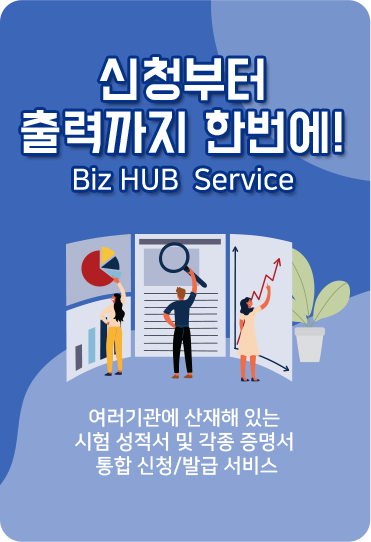 신청부터
출력까지 한번에!
Biz HUB Service
여러기관에 산재해 있는
시험 성적서 및 각종 증명서
통합 신청/발급 서비스